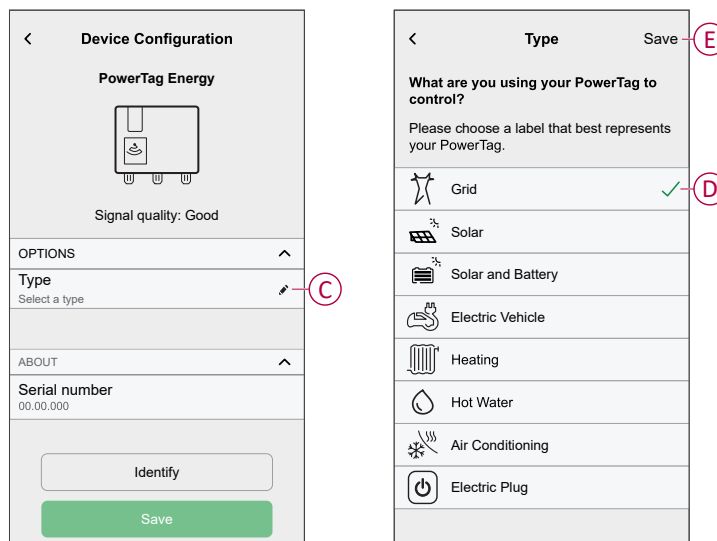 Device Configuration
PowerTag Energy
Signal quality: Good
OPTIONS
Type
Select a type
C
ABOUT
Serial number
00.00.000
Identify
Save
Type
Save
E
What are you using your PowerTag to
control?
Please choose a label that best represents
your PowerTag.
Grid
D
Solar
Solar and Battery
Electric Vehicle
Heating
Hot Water
Air Conditioning
Electric Plug